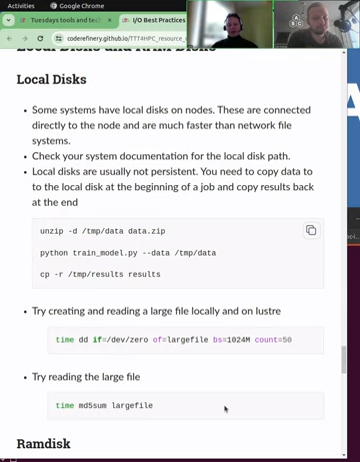 Activities
Google Chrome
Tuesdays tools and tec
I/O Best Practices
coderefinery.github.io/TTT4HPC_resource_
Local Disks and RAM Disks
Local Disks
Some systems have local disks on nodes. These are connected
directly to the node and are much faster than network file
systems.
Check your system documentation for the local disk path.
Local disks are usually not persistent. You need to copy data to
to the local disk at the beginning of a job and copy results back
at the end
unzip -d /tmp/data data.zip
python train_model.py --data /tmp/data
cp -r /tmp/results results
Try creating and reading a large file locally and on lustre
time dd if=/dev/zero of=largefile bs=1024M count=50
Try reading the large file
time md5sum largefile
Ramdisk